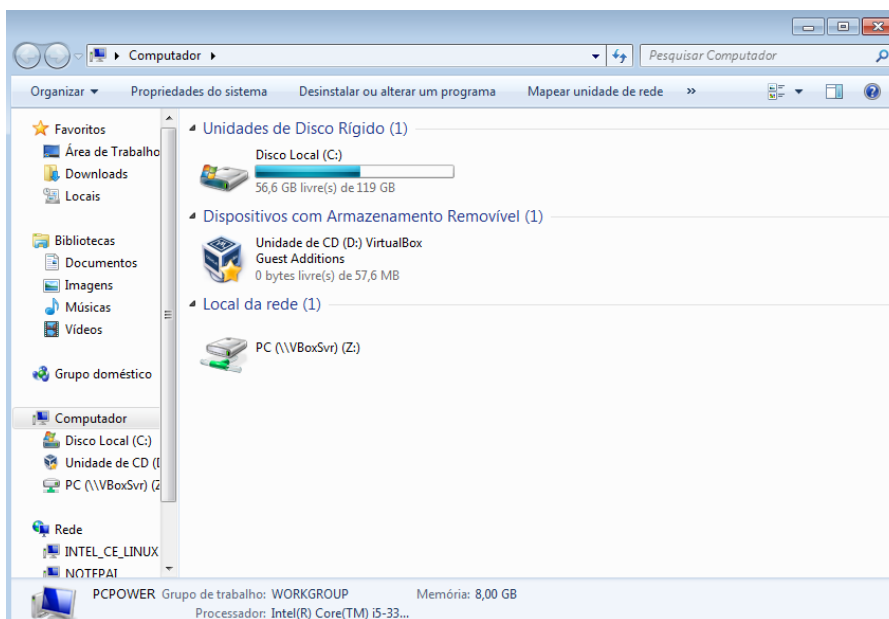 Computador
Pesquisar Computador
Organizar
Propriedades do sistema
Desinstalar ou alterar um programa
Mapear unidade de rede
»
Favoritos
Área de Trabalho
Downloads
Locais
Bibliotecas
Documentos
Imagens
Músicas
Vídeos
Grupo doméstico
Computador
Disco Local (C:)
Unidade de CD (
PC (\\VBoxSvr) (Z
Rede
INTEL_CE_LINUX
NOTEPAI
Unidades de Disco Rígido (1)
Disco Local (C:)
56,6 GB livre(s) de 119 GB
Dispositivos com Armazenamento Removível (1)
Unidade de CD (D:) VirtualBox
Guest Additions
0 bytes livre(s) de 57,6 MB
Local da rede (1)
PC (\\VBoxSvr) (Z:)
PCPOWER Grupo de trabalho: WORKGROUP Memória: 8,00 GB
Processador: Intel(R) Core(TM) i5-33...